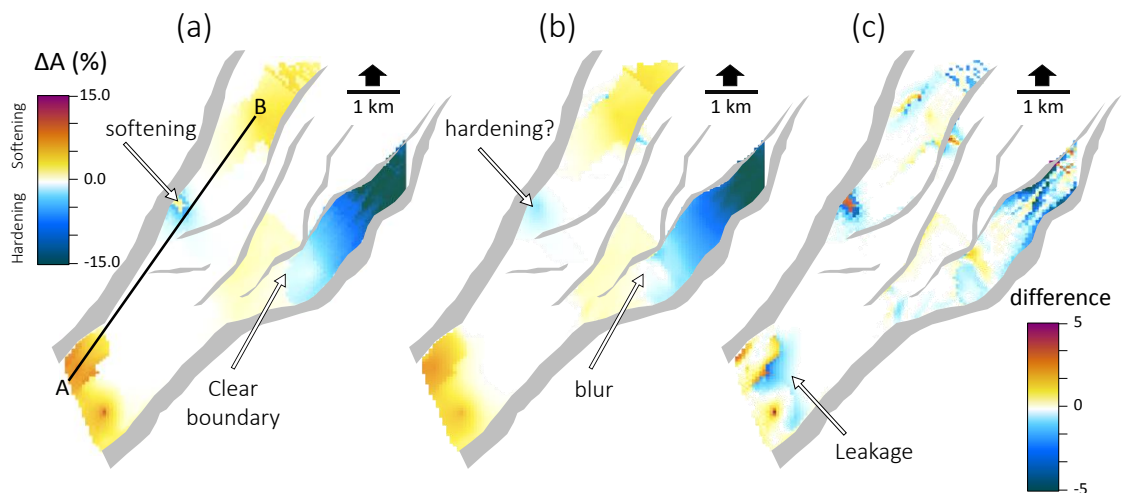 (a)
(b)
(c)
ΔA (%)
15.0
0.0
-15.0
Softening
Hardening
softening
B
A
1 km
Clear
boundary
hardening?
1 km
blur
1 km
Leakage
difference
5
0
-5